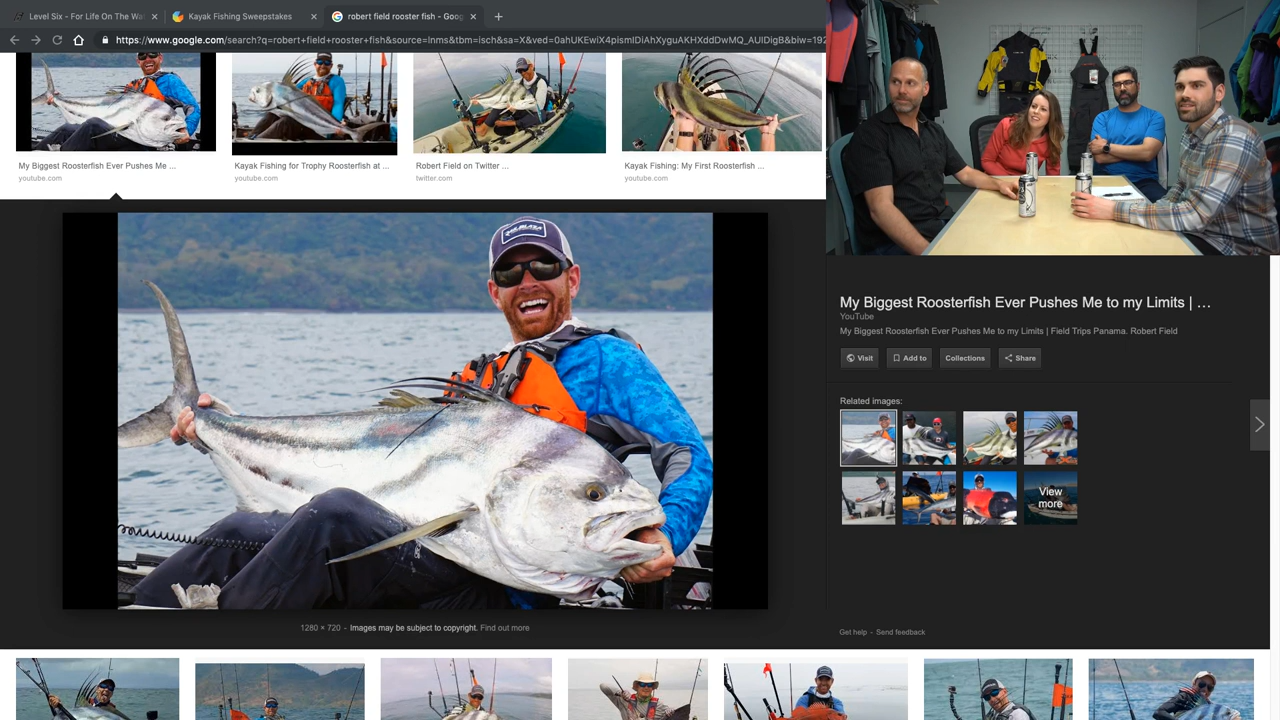 Level Six - For Life On The Wa
Kayak Fishing Sweepstakes
robert field rooster fish - Goog
https://www.google.com/search?q=robert+field+rooster+fish&source=lnms&tbm=isch&sa=X&ved=
My Biggest Roosterfish Ever Pushes Me ...
youtube.com
Kayak Fishing for Trophy Roosterfish at ...
youtube.com
Robert Field on Twitter ...
twitter.com
Kayak Fishing: My First Roosterfish ...
youtube.com
My Biggest Roosterfish Ever Pushes Me to my Limits | ...
YouTube
My Biggest Roosterfish Ever Pushes Me to my Limits | Field Trips Panama. Robert Field
Visit
Add to
Collections
Share
Related images:
View
more
1280 × 720 - Images may be subject to copyright. Find out more
Get help - Send feedback